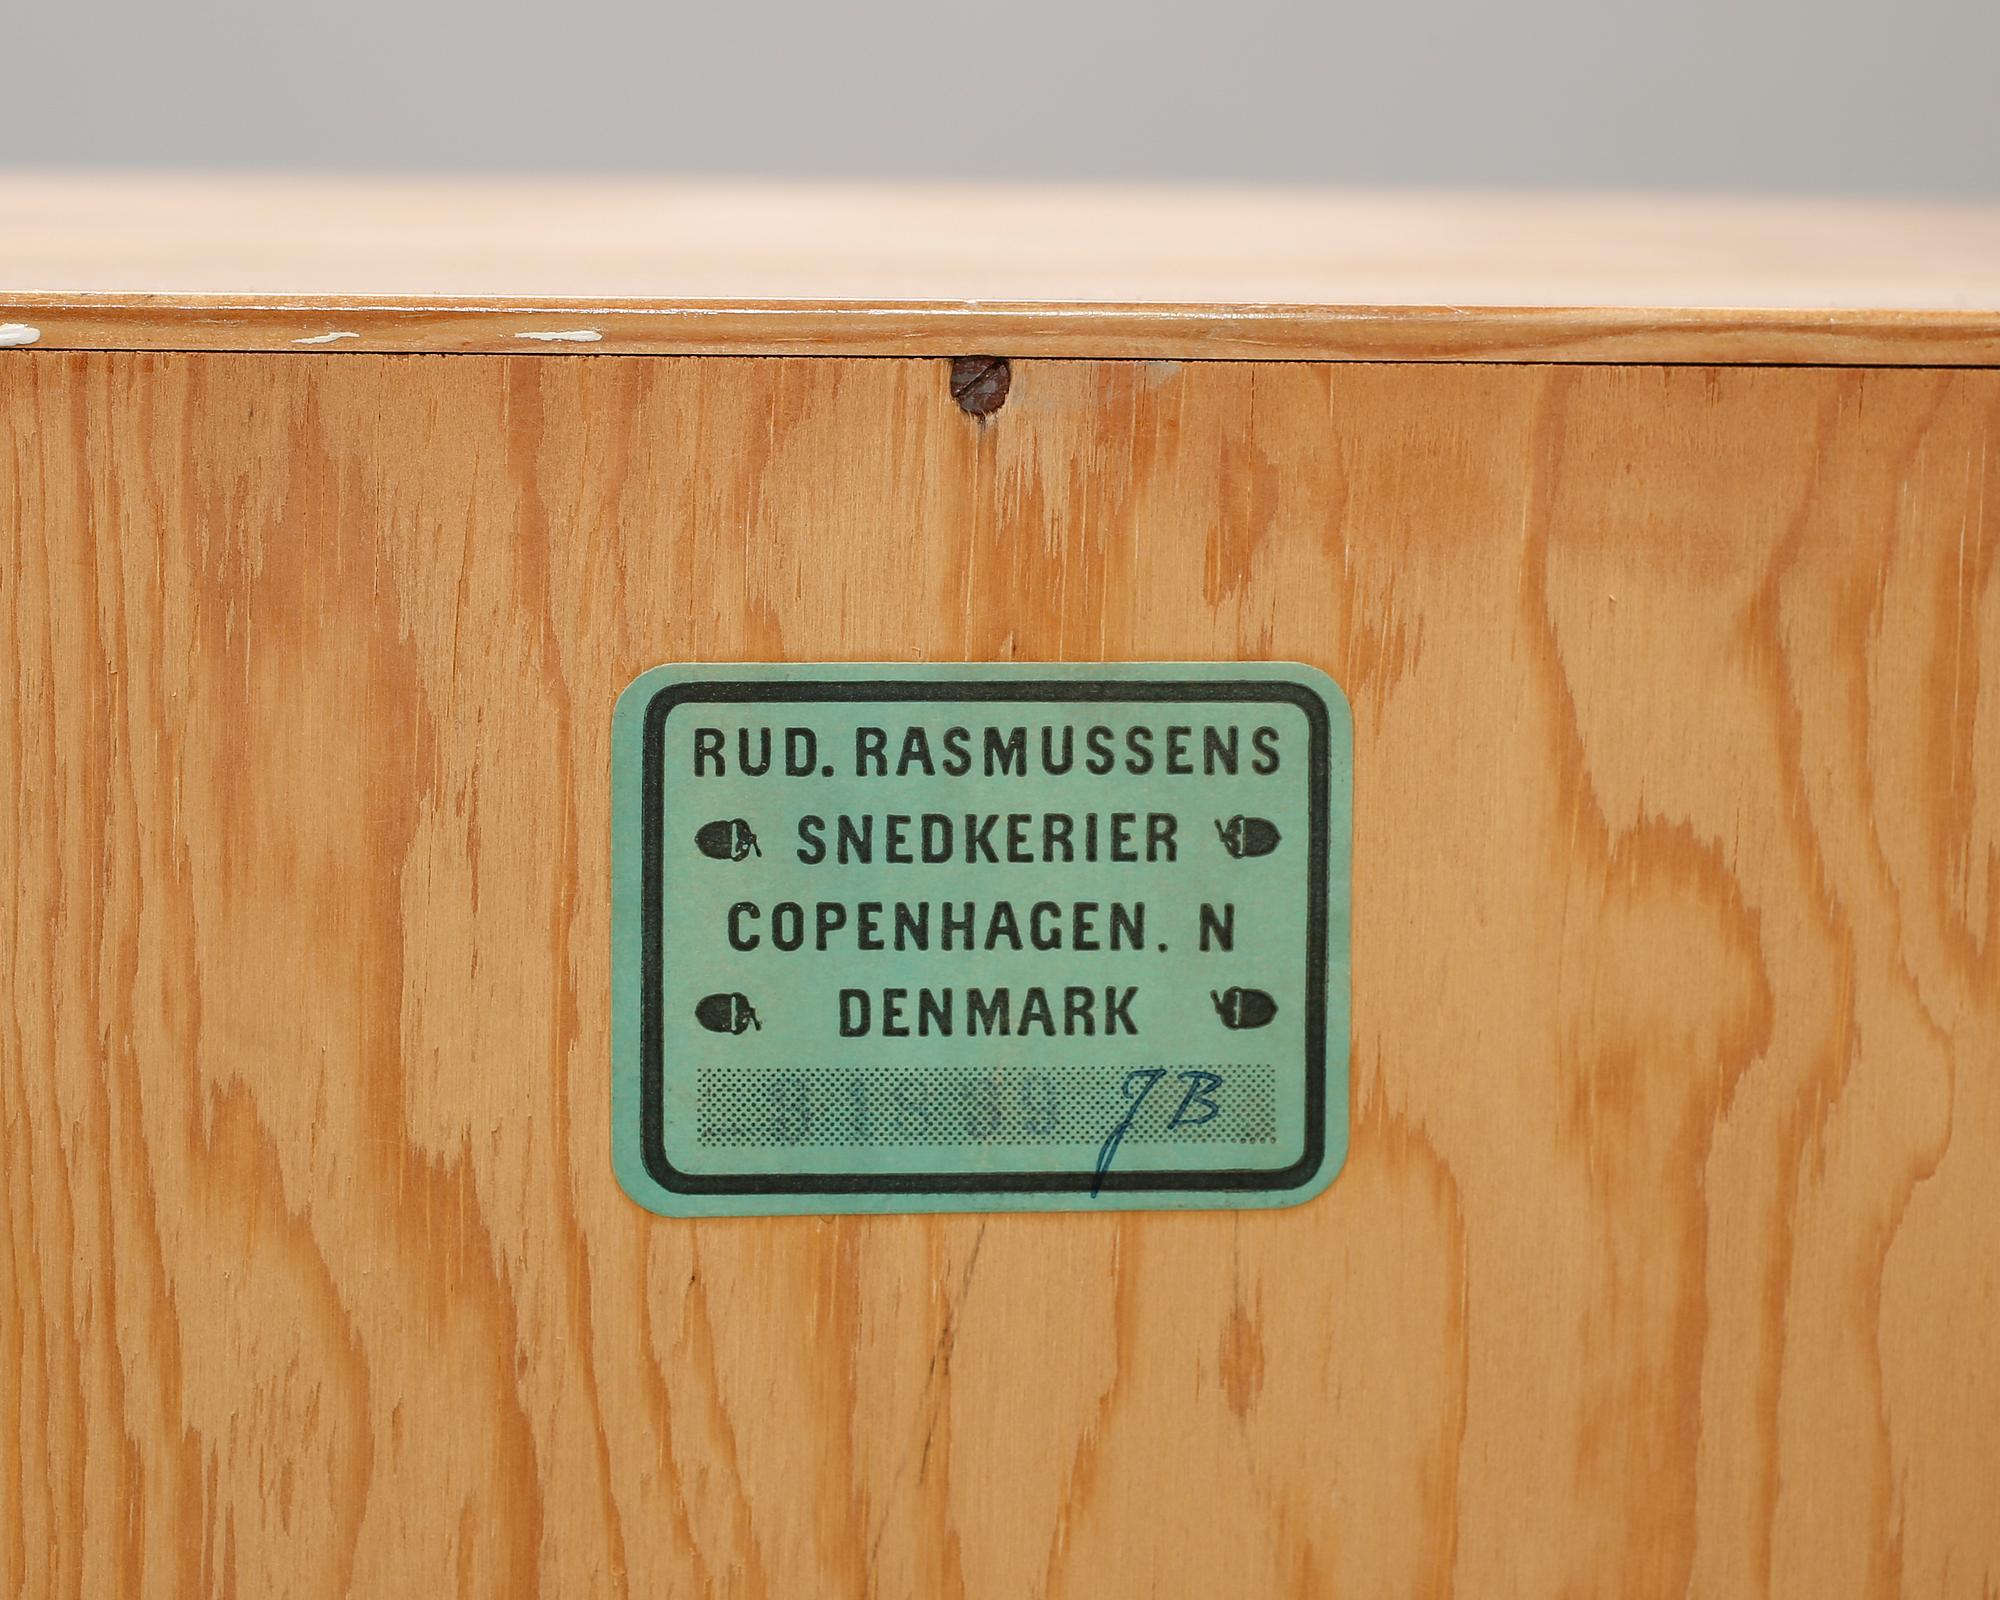 RUD. RASMUSSENS
SNEDKERIER
COPENHAGEN. N
DENMARK
JB